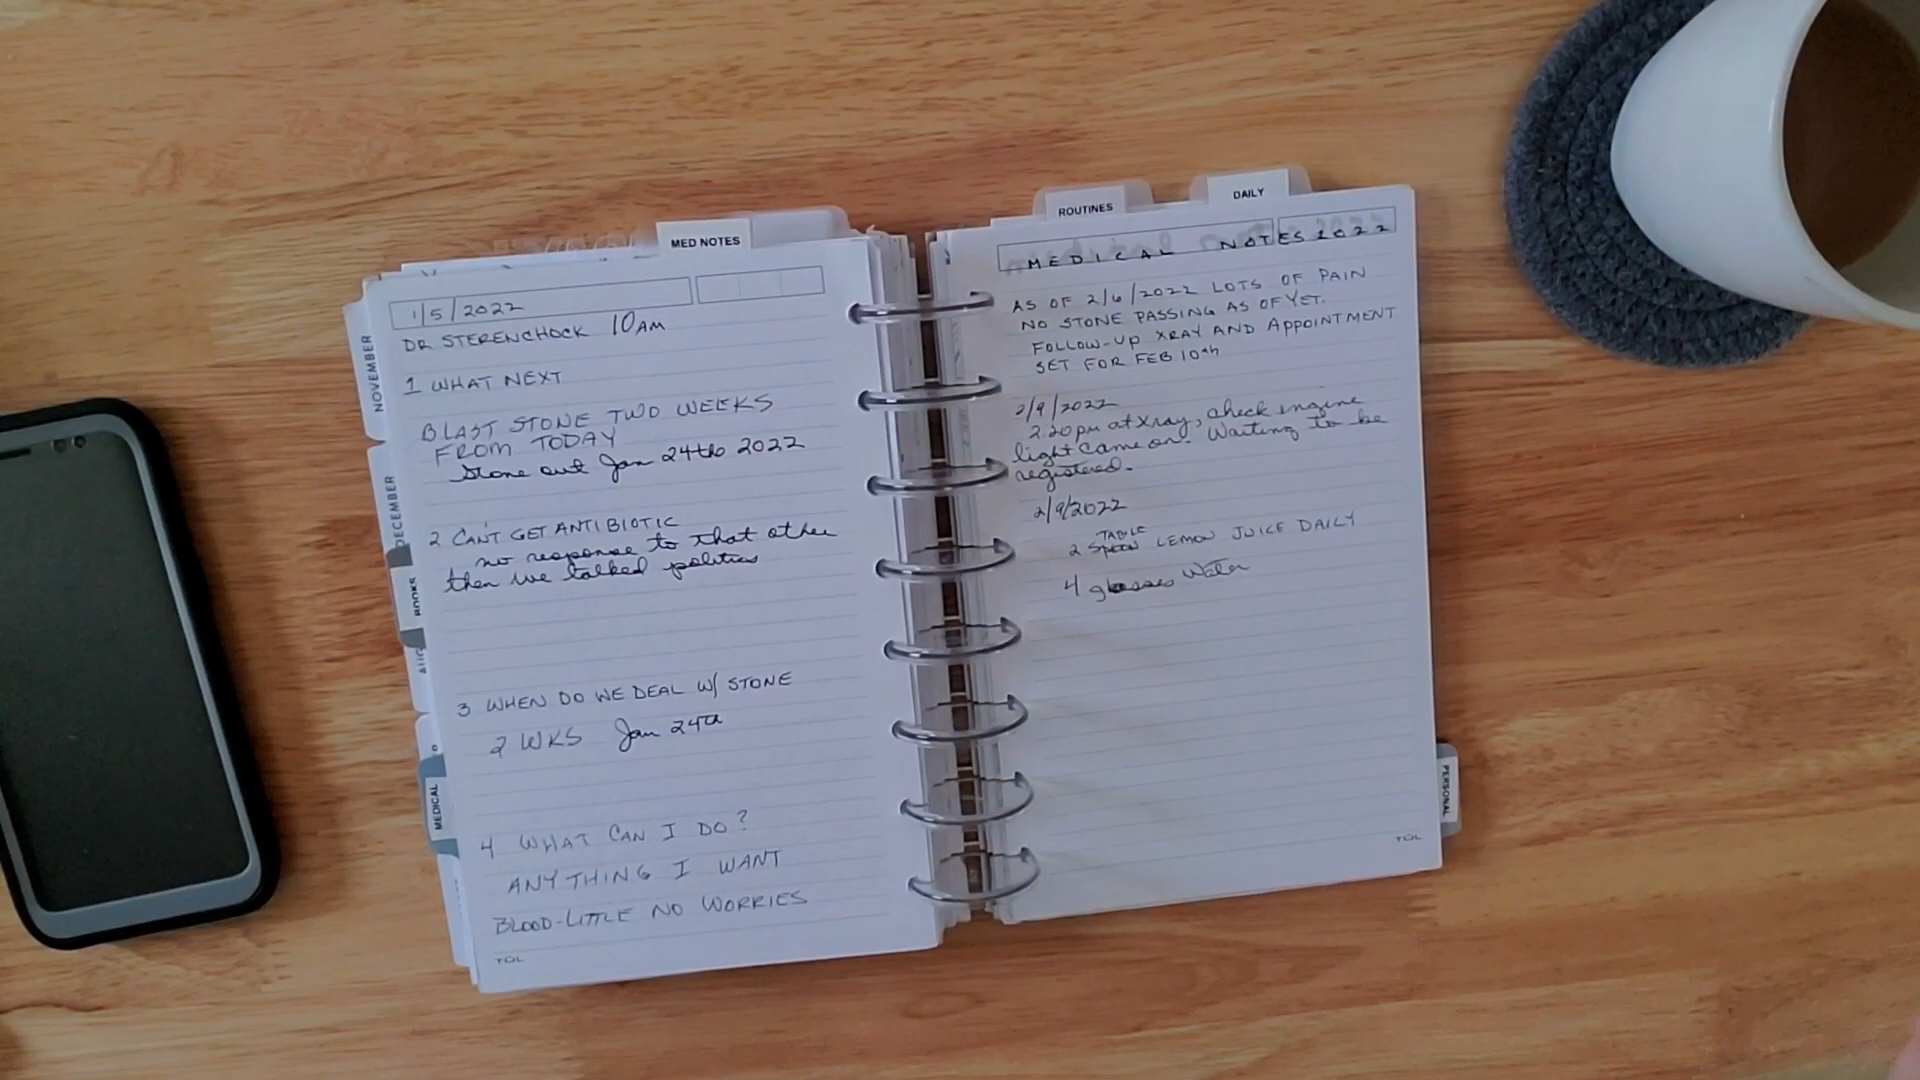 MED NOTES
1/5/2022
DR STERENCHOCK 10AM
1 WHAT NEXT
BLAST STONE TWO WEEKS
FROM TODAY
Stone out Jan 24th 2022
2 CAN'T GET ANTIBIOTIC
no response to that other
then we talked politics
3 WHEN DO WE DEAL W/ STONE
2 WKS Jan 24th
4 WHAT CAN I DO?
ANYTHING I WANT
BLOOD-LITTLE NO WORRIES
TUL
NOVEMBER
DECEMBER
BOOKS
MEDICAL
ROUTINES
DAILY
MEDICAL NOTES 2022
AS OF 2/6/2022 LOTS OF PAIN
NO STONE PASSING AS OF YET.
FOLLOW-UP XRAY AND APPOINTMENT
SET FOR FEB 10th
2/9/2022
2:20pm at xray, check engine
light came on. Waiting to be
registered.
2/9/2022
TABLE
2 SPOON LEMON JUICE DAILY
4 glasses Water
TUL
PERSONAL